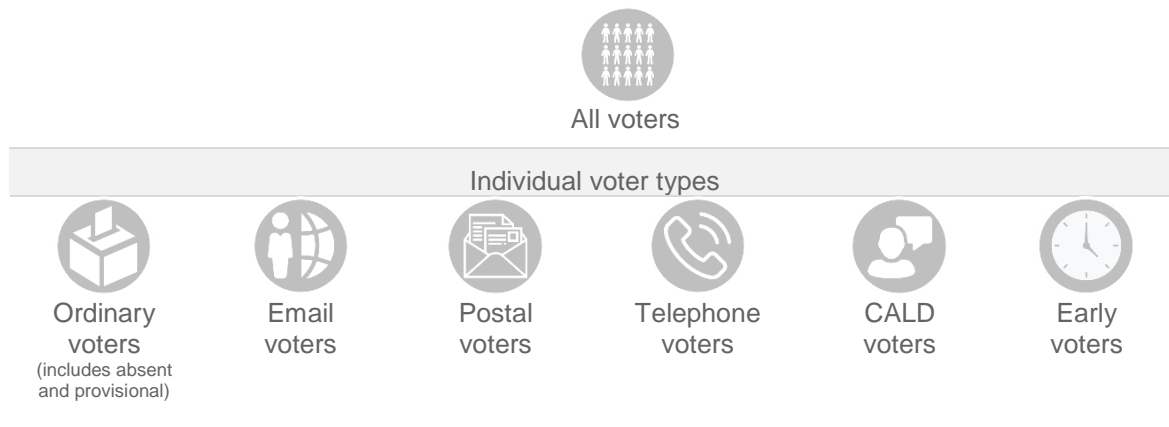 All voters
Individual voter types
Ordinary
voters
(includes absent
and provisional)
Email
voters
Postal
voters
Telephone
voters
CALD
voters
Early
voters